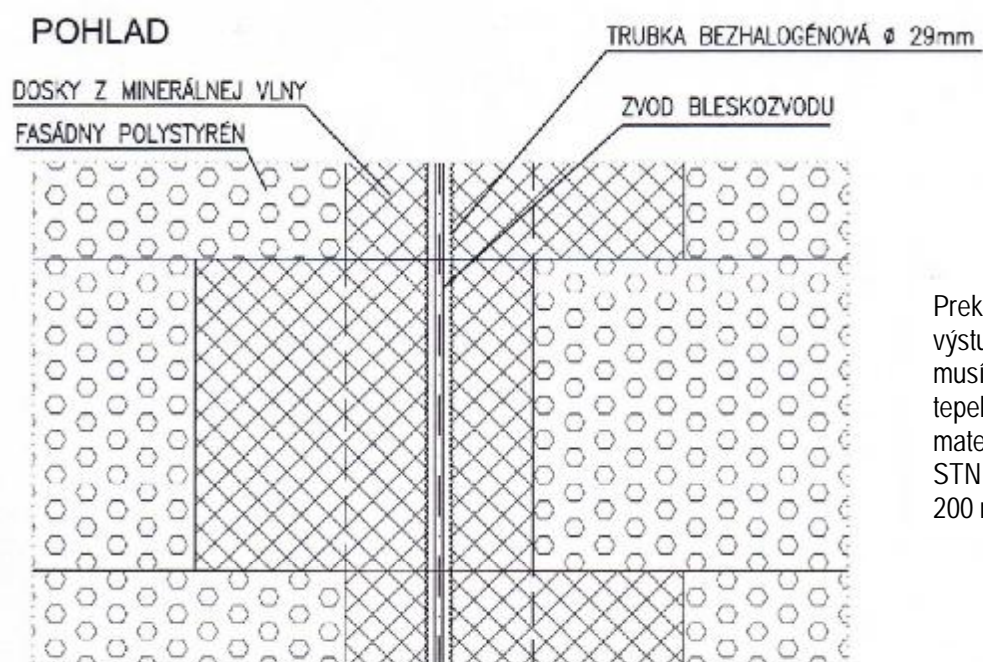 POHLAD
TRUBKA BEZHALOGÉNOVÁ ø 29mm
DOSKY Z MINERÁLNEJ VLNY
ZVOD BLESKOZVODU
FASÁDNY POLYSTYRÉN
Prek
výstu
musí
tepel
mate
STN
200